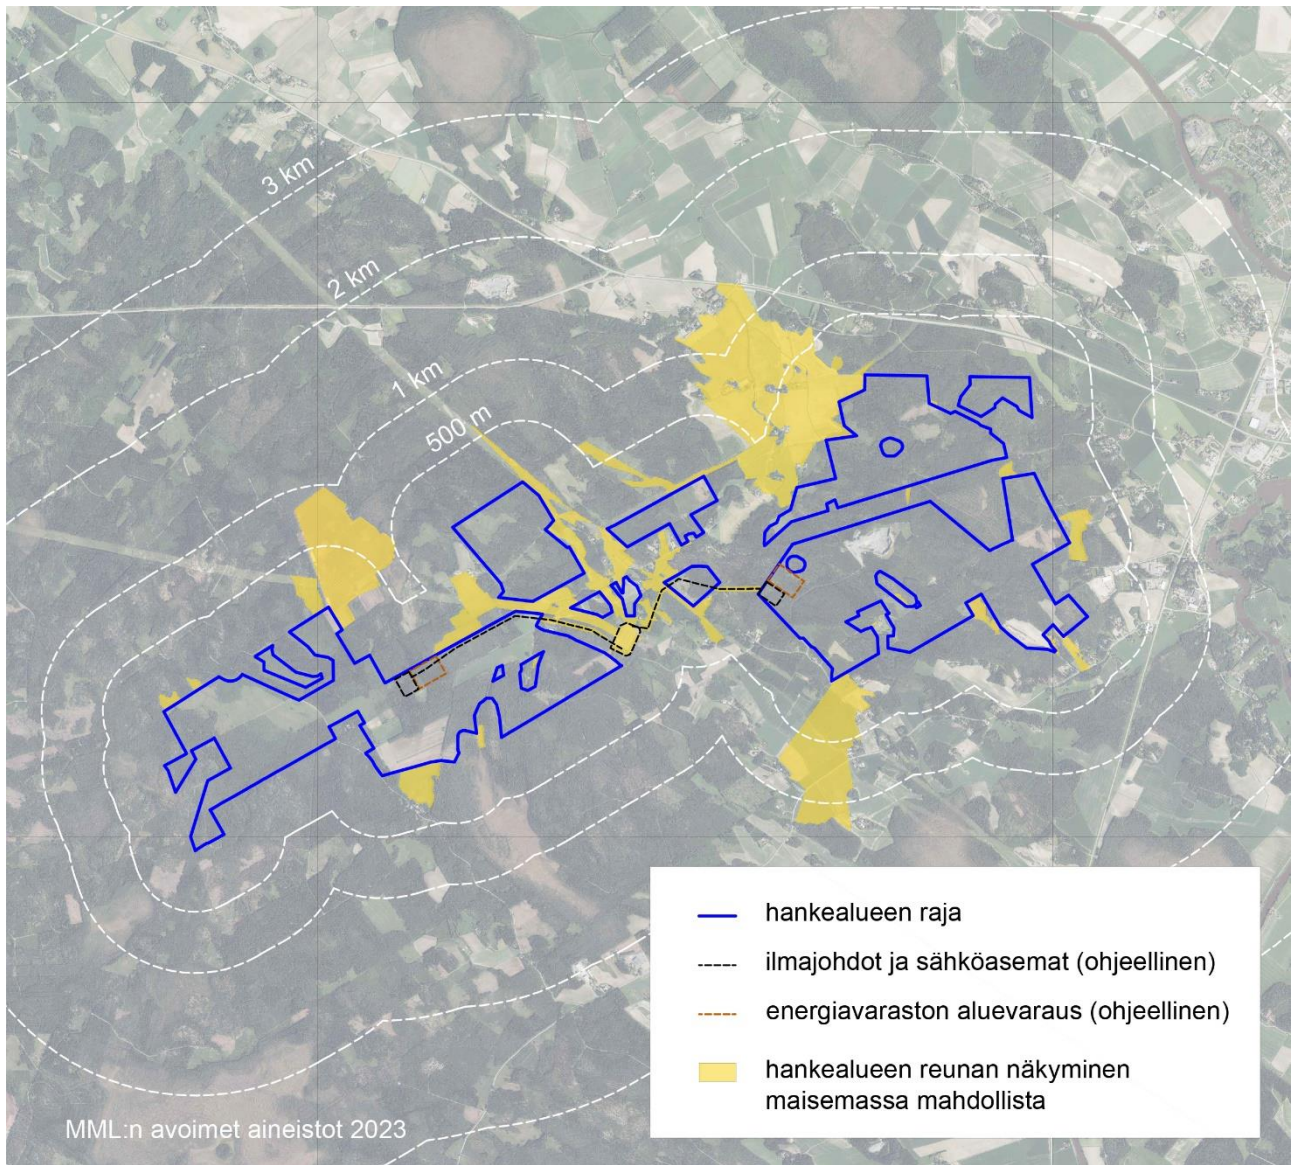 3 km
2 km
1 km
500 m
hankealueen raja
ilmajohdot ja sähköasemat (ohjeellinen)
energiavaraston aluevaraus (ohjeellinen)
hankealueen reunan näkyminen
maisemassa mahdollista
MML:n avoimet aineistot 2023